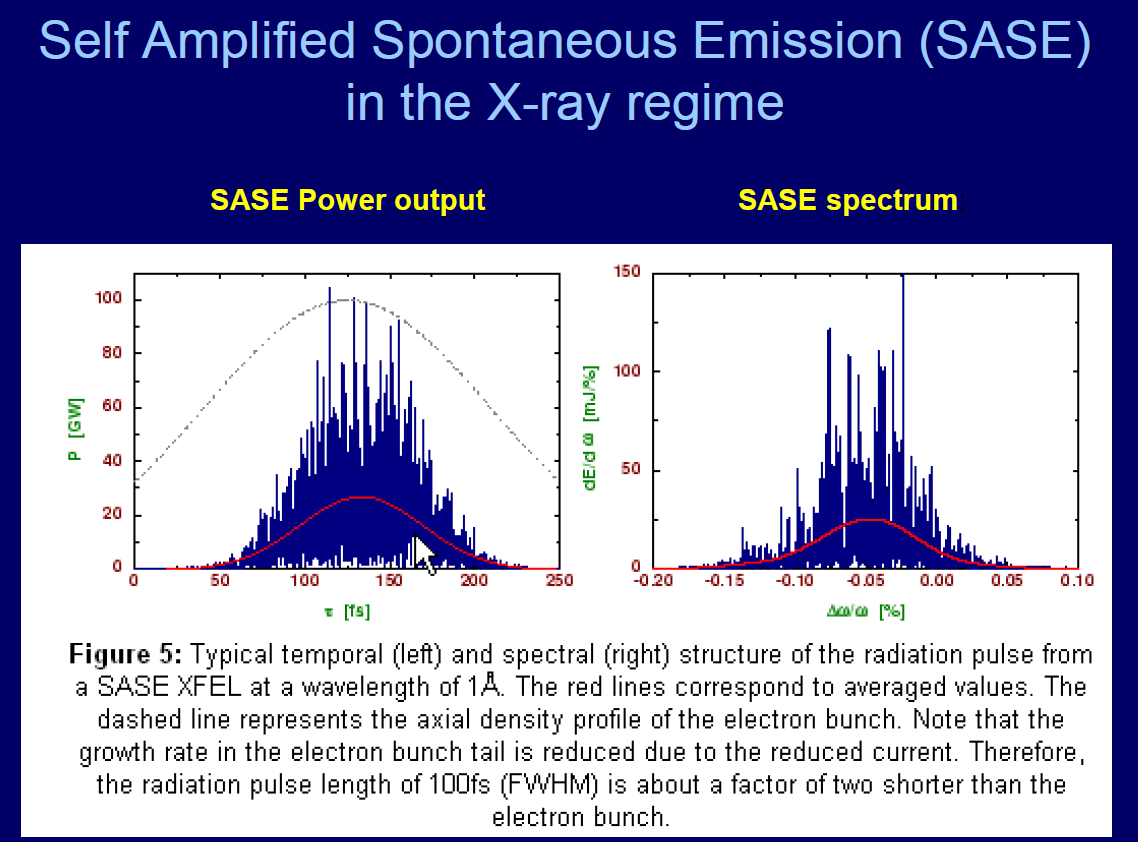 Self Amplified Spontaneous Emission (SASE)
in the X-ray regime
SASE Power output
SASE spectrum
P [GW]
100
80
60
40
20
0
0 50 100 150 200 250
τ [fs]
dE/d ω [mJ/%]
150
100
50
0
-0.20 -0.15 -0.10 -0.05 0.00 0.05 0.10
Δω/ω [%]
Figure 5: Typical temporal (left) and spectral (right) structure of the radiation pulse from
a SASE XFEL at a wavelength of 1Å. The red lines correspond to averaged values. The
dashed line represents the axial density profile of the electron bunch. Note that the
growth rate in the electron bunch tail is reduced due to the reduced current. Therefore,
the radiation pulse length of 100fs (FWHM) is about a factor of two shorter than the
electron bunch.